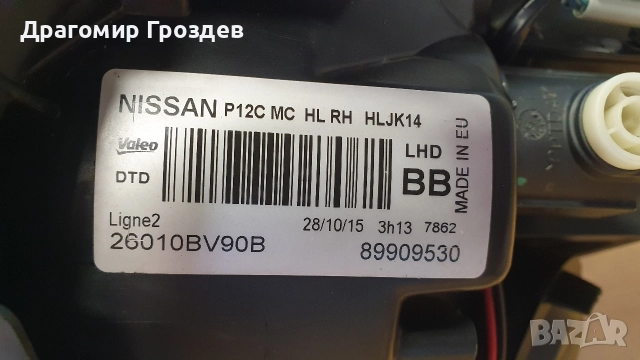 Драгомир Гроздев
NISSAN P12C MC HL RH HLJK14
Valeo
LHD
DTD
BB
MADE IN EU
Ligne2
28/10/15 3h13 7862
26010BV90B
89909530
BAZAR